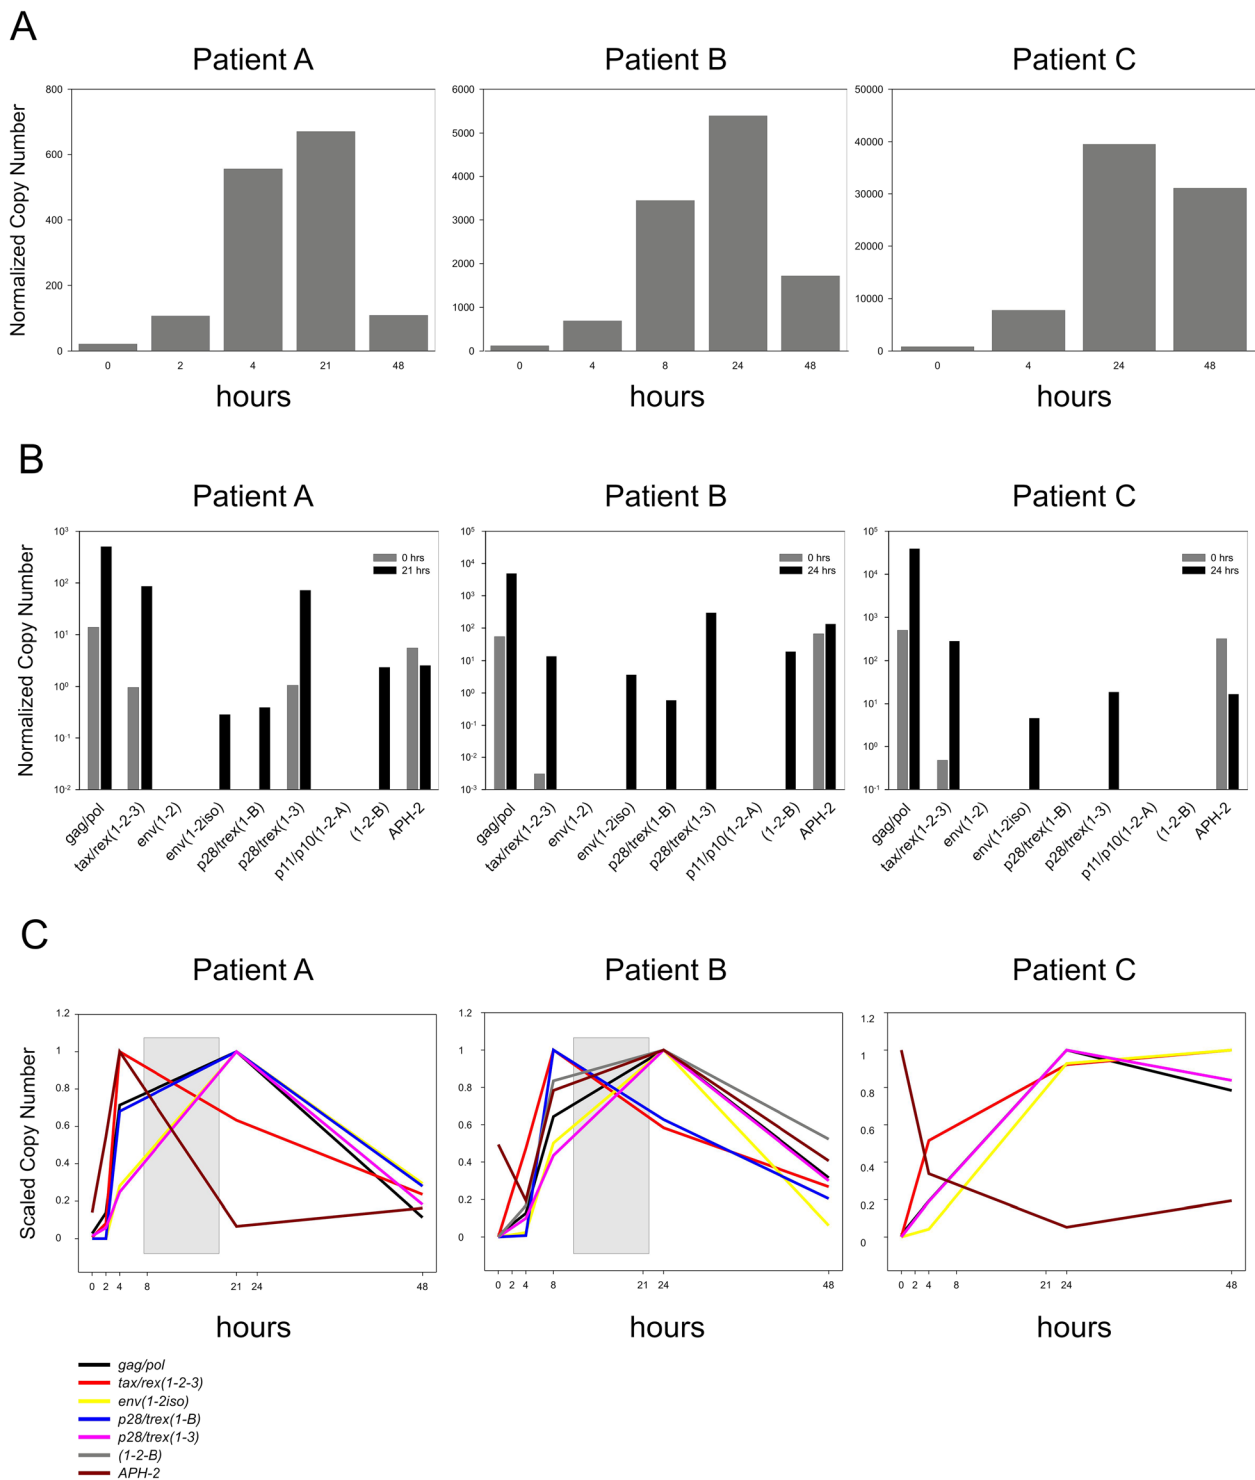 A
Patient A
Patient B
Patient C
Normalized Copy Number
800
600
400
200
0
0 2 4 21 48
hours
6000
5000
4000
3000
2000
1000
0
0 4 8 24 48
hours
50000
40000
30000
20000
10000
0
0 4 24 48
hours
B
Patient A
Patient B
Patient C
Normalized Copy Number
10³
10²
10¹
10⁰
10⁻¹
10⁻²
0 hrs
21 hrs
gag/pol
tax/rex(1-2-3)
env(1-2)
env(1-2iso)
p28/trex(1-B)
p28/trex(1-3)
p11/p10(1-2-A)
(1-2-B)
APH-2
10⁵
10⁴
10³
10²
10¹
10⁰
10⁻¹
10⁻²
10⁻³
0 hrs
24 hrs
gag/pol
tax/rex(1-2-3)
env(1-2)
env(1-2iso)
p28/trex(1-B)
p28/trex(1-3)
p11/p10(1-2-A)
(1-2-B)
APH-2
10⁵
10⁴
10³
10²
10¹
10⁰
10⁻¹
0 hrs
24 hrs
gag/pol
tax/rex(1-2-3)
env(1-2)
env(1-2iso)
p28/trex(1-B)
p28/trex(1-3)
p11/p10(1-2-A)
(1-2-B)
APH-2
C
Patient A
Patient B
Patient C
Scaled Copy Number
1.2
1
0.8
0.6
0.4
0.2
0
0 2 4 8 21 24 48
hours
1.2
1
0.8
0.6
0.4
0.2
0
0 2 4 8 21 24 48
hours
1.2
1
0.8
0.6
0.4
0.2
0
0 2 4 8 21 24 48
hours
gag/pol
tax/rex(1-2-3)
env(1-2iso)
p28/trex(1-B)
p28/trex(1-3)
(1-2-B)
APH-2